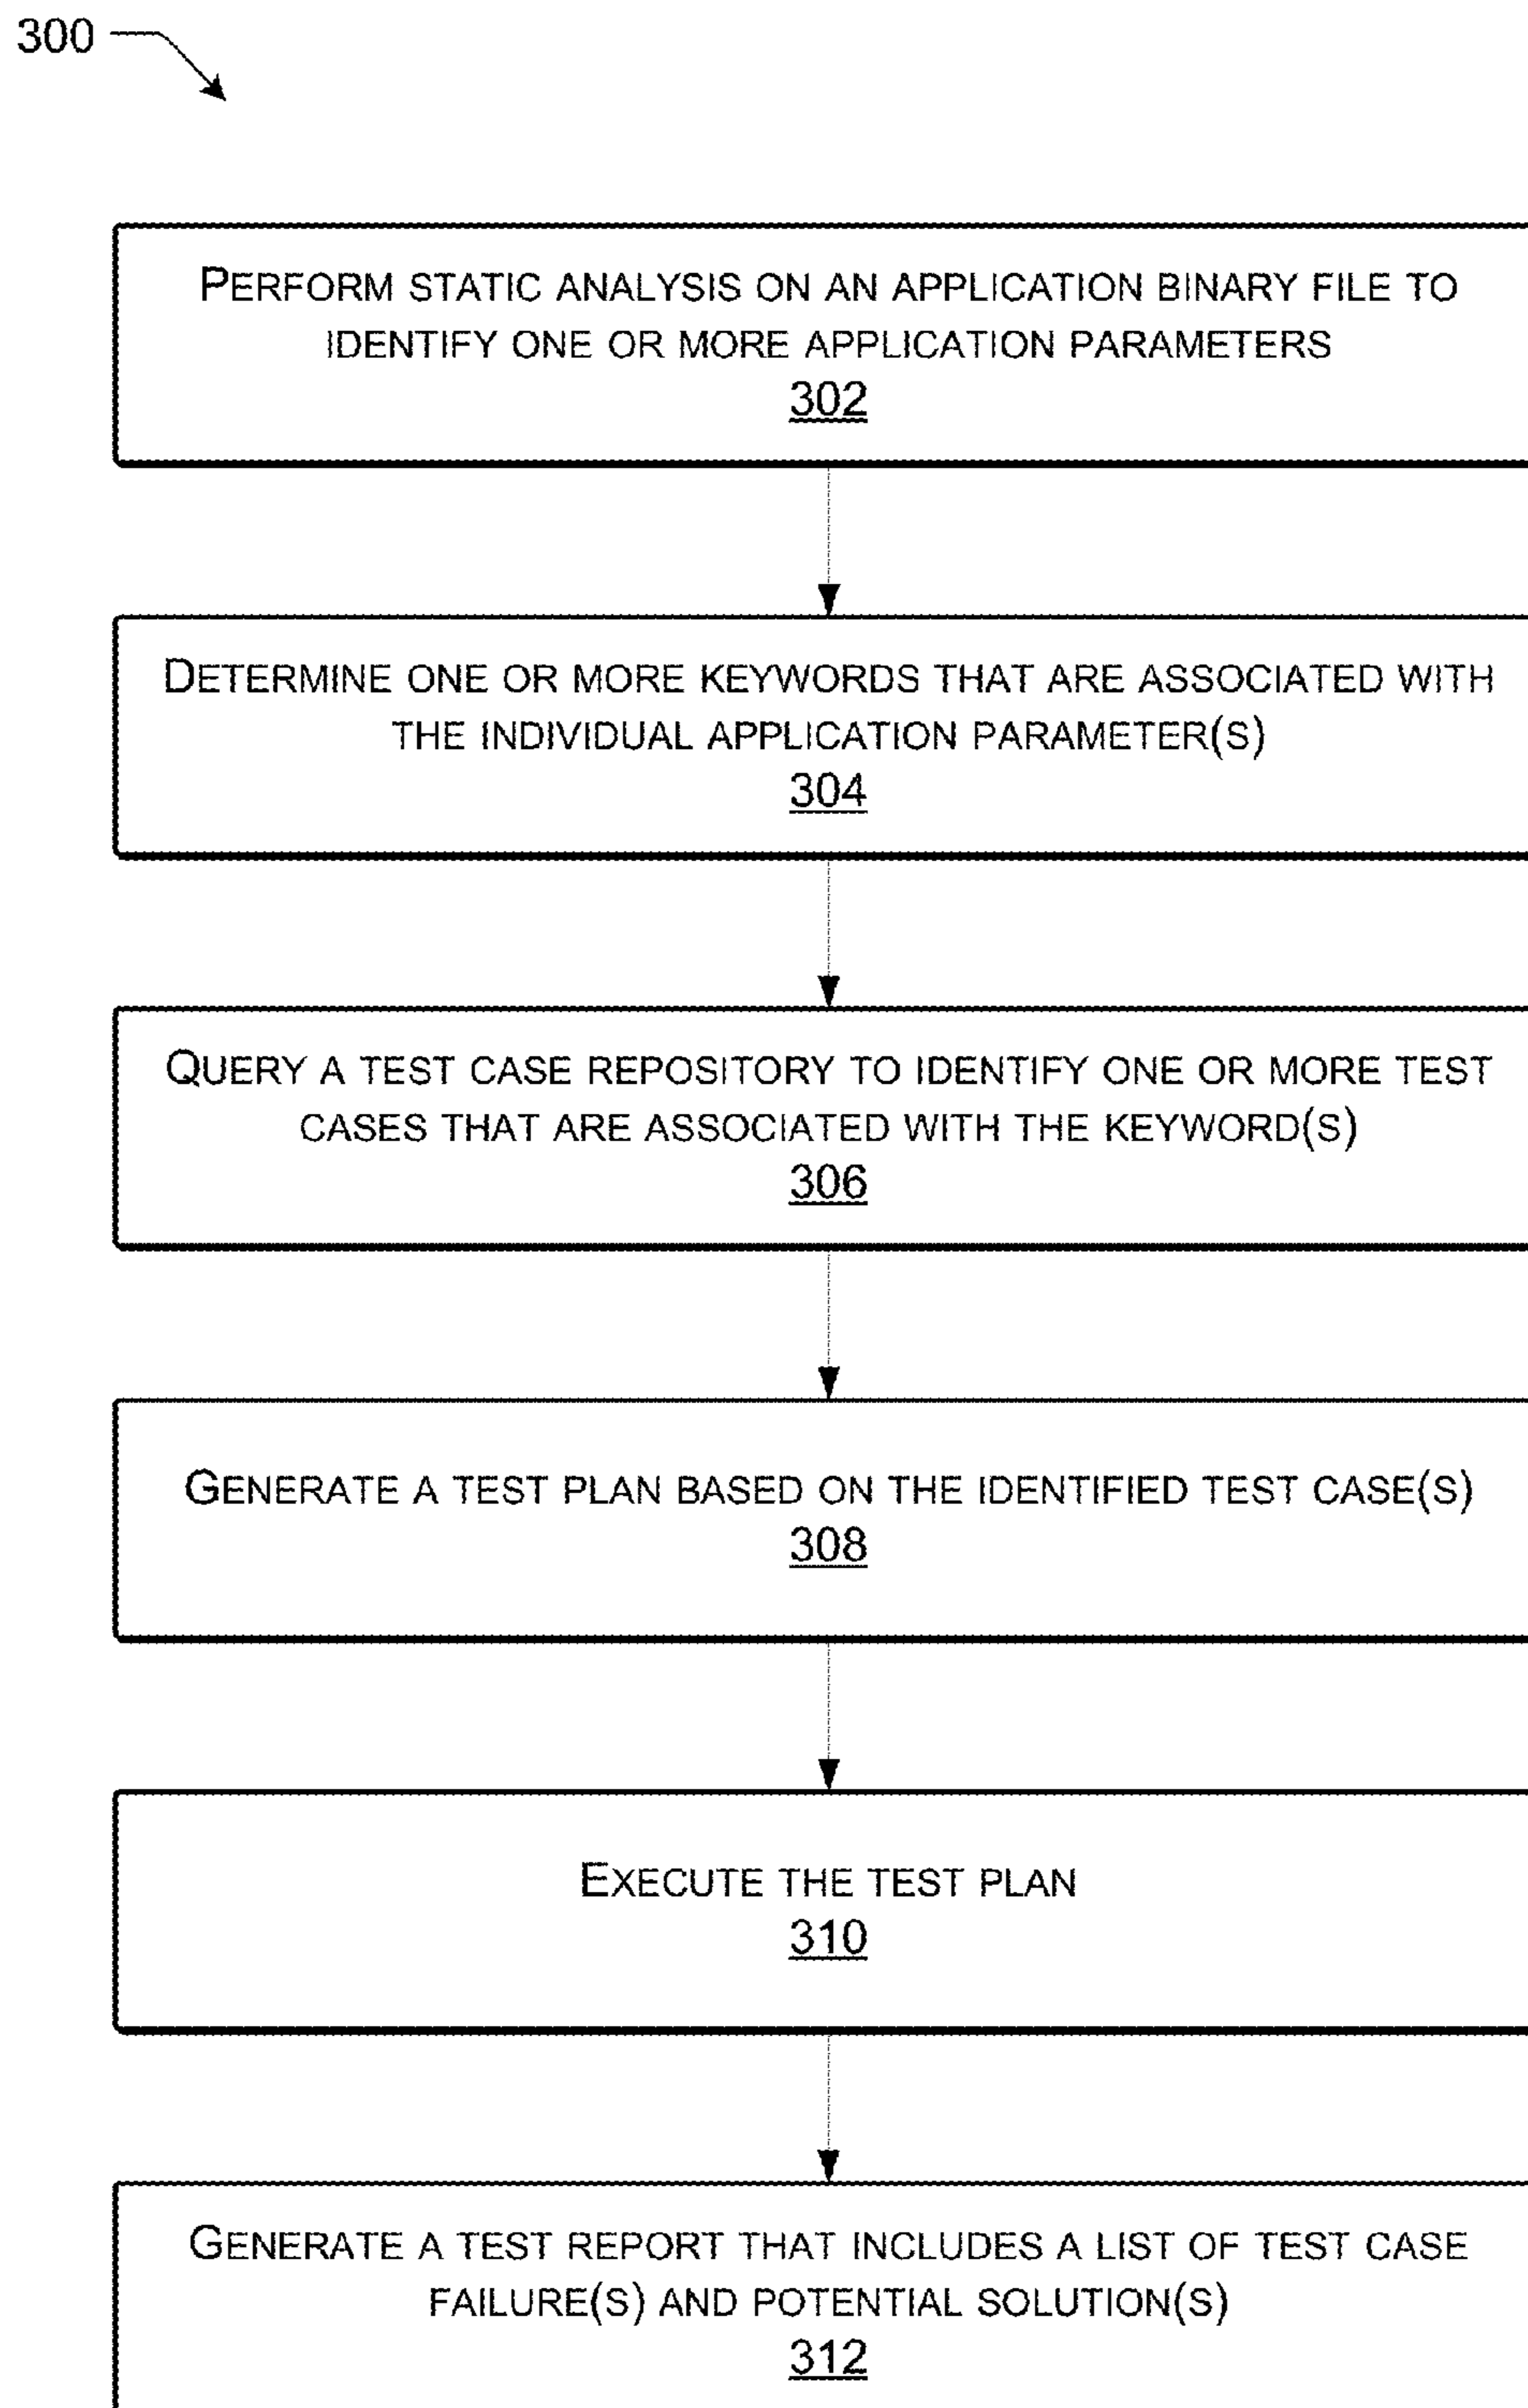 300
PERFORM STATIC ANALYSIS ON AN APPLICATION BINARY FILE TO
IDENTIFY ONE OR MORE APPLICATION PARAMETERS
302
DETERMINE ONE OR MORE KEYWORDS THAT ARE ASSOCIATED WITH
THE INDIVIDUAL APPLICATION PARAMETER(S)
304
QUERY A TEST CASE REPOSITORY TO IDENTIFY ONE OR MORE TEST
CASES THAT ARE ASSOCIATED WITH THE KEYWORD(S)
306
GENERATE A TEST PLAN BASED ON THE IDENTIFIED TEST CASE(S)
308
EXECUTE THE TEST PLAN
310
GENERATE A TEST REPORT THAT INCLUDES A LIST OF TEST CASE
FAILURE(S) AND POTENTIAL SOLUTION(S)
312